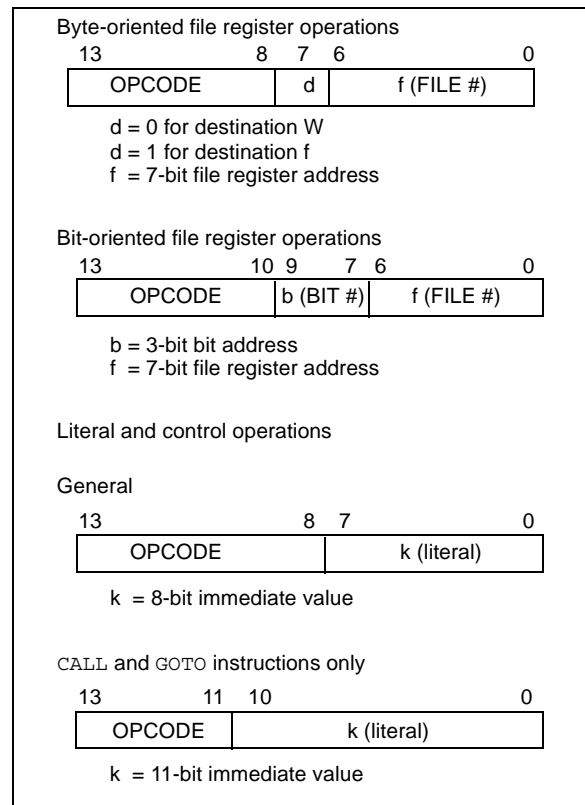 Byte-oriented file register operations
13 8 7 6 0
OPCODE d f (FILE #)
d = 0 for destination W
d = 1 for destination f
f = 7-bit file register address
Bit-oriented file register operations
13 10 9 7 6 0
OPCODE b (BIT #) f (FILE #)
b = 3-bit bit address
f = 7-bit file register address
Literal and control operations
General
13 8 7 0
OPCODE k (literal)
k = 8-bit immediate value
CALL and GOTO instructions only
13 11 10 0
OPCODE k (literal)
k = 11-bit immediate value